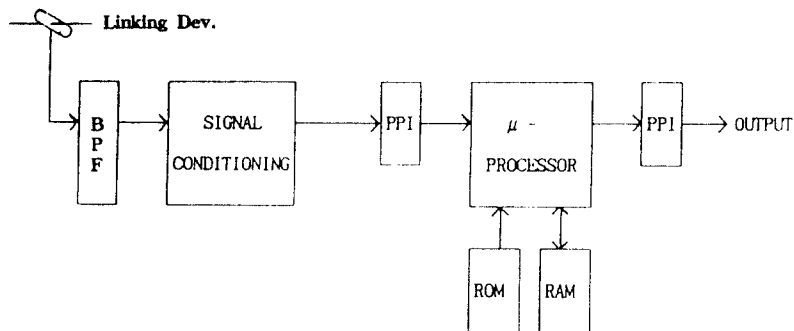 Linking Dev.
B
P
F
SIGNAL
CONDITIONING
PPI
μ -
PROCESSOR
PPI
OUTPUT
ROM
RAM